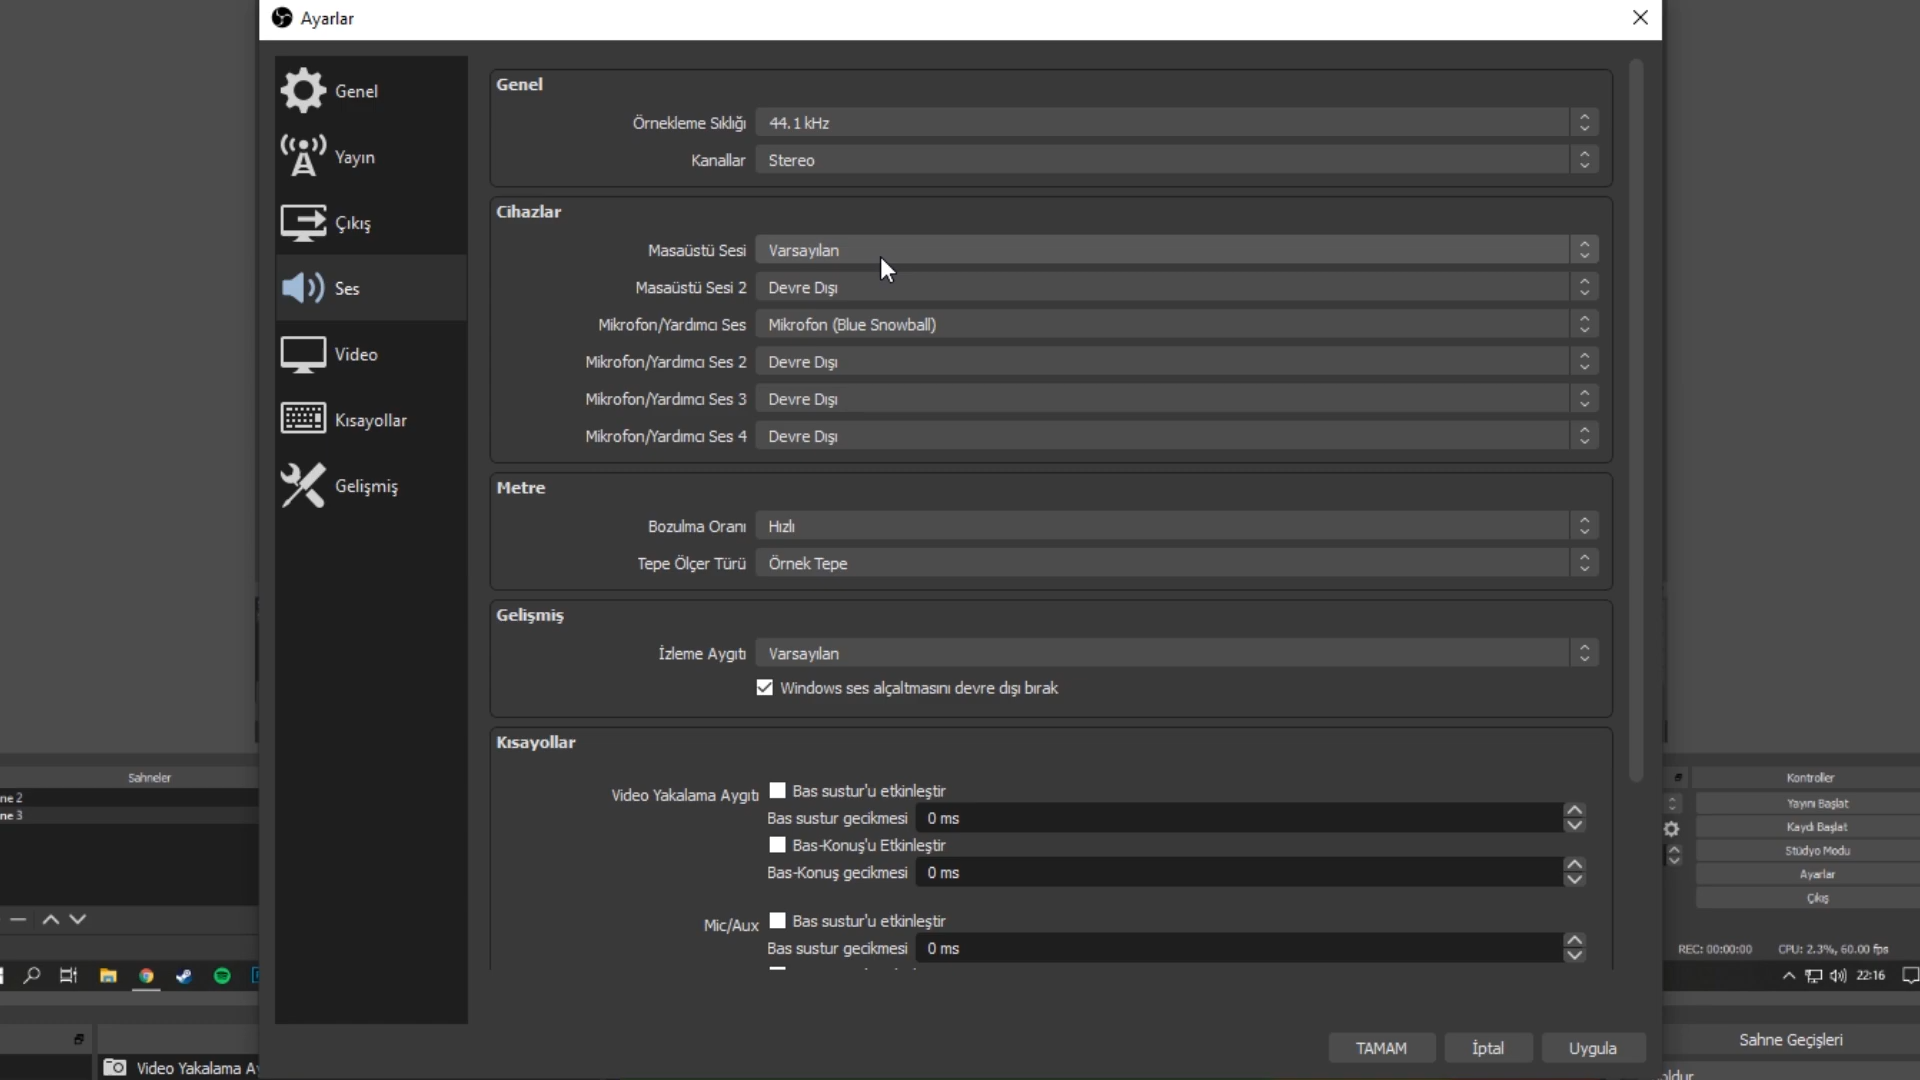 Ayarlar
Genel
Yayın
Çıkış
Ses
Video
Kısayollar
Gelişmiş
Genel
Örnekleme Sıklığı 44.1 kHz
Kanallar Stereo
Cihazlar
Masaüstü Sesi Varsayılan
Masaüstü Sesi 2 Devre Dışı
Mikrofon/Yardımcı Ses Mikrofon (Blue Snowball)
Mikrofon/Yardımcı Ses 2 Devre Dışı
Mikrofon/Yardımcı Ses 3 Devre Dışı
Mikrofon/Yardımcı Ses 4 Devre Dışı
Metre
Bozulma Oranı Hızlı
Tepe Ölçer Türü Örnek Tepe
Gelişmiş
İzleme Aygıtı Varsayılan
Windows ses alçaltmasını devre dışı bırak
Kısayollar
Video Yakalama Aygıtı Bas sustur'u etkinleştir
Bas sustur gecikmesi 0 ms
Bas-Konuş'u Etkinleştir
Bas-Konuş gecikmesi 0 ms
Mic/Aux Bas sustur'u etkinleştir
Bas sustur gecikmesi 0 ms
TAMAM İptal Uygula
Sahneler
ne 2
ne 3
Kontroller
Yayını Başlat
Kaydı Başlat
Stüdyo Modu
Ayarlar
Çıkış
REC: 00:00:00 CPU: 2.3%, 60.00 fps
22:16
Video Yakalama Ay
Sahne Geçişleri